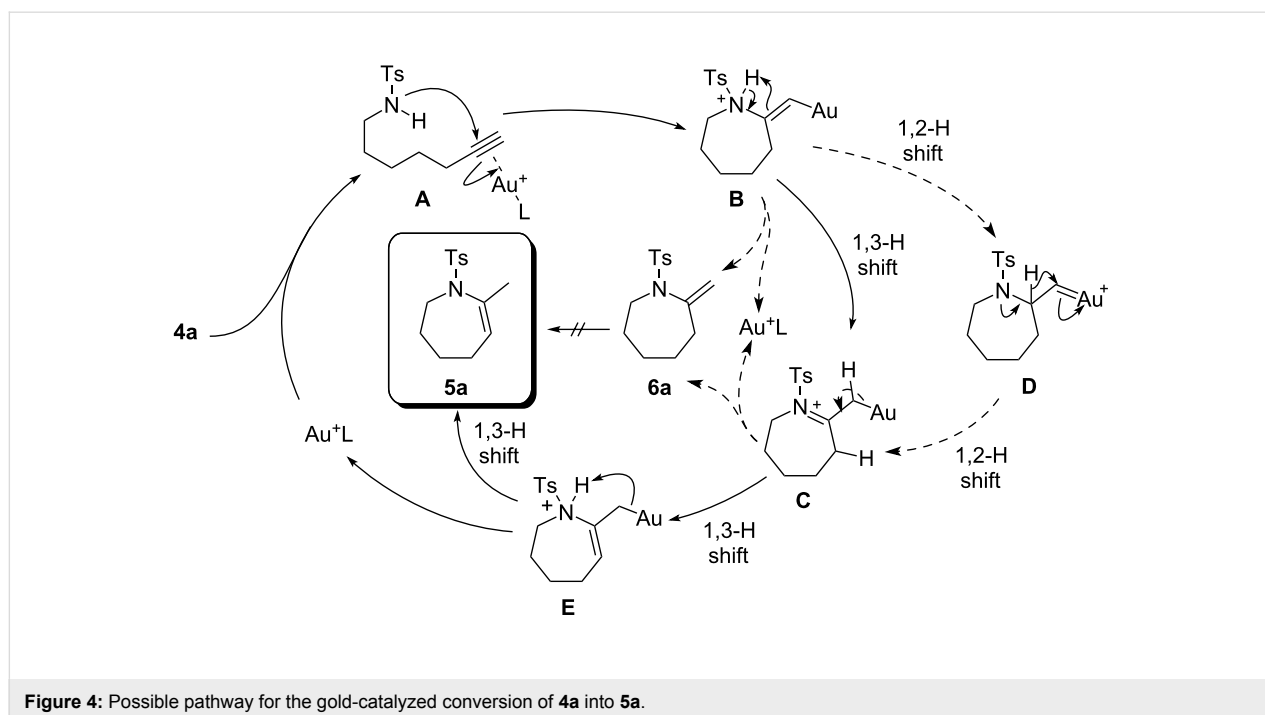 Ts
N
H
Au+
L
A
Ts
H
+
N
Au
B
1,2-H
shift
1,3-H
shift
Ts
N
H
Au+
D
4a
Ts
N
5a
Ts
N
6a
Au+L
Ts
N
+
H
Au
H
C
1,2-H
shift
Au+L
1,3-H
shift
Ts
+
N
H
Au
E
1,3-H
shift
Figure 4: Possible pathway for the gold-catalyzed conversion of 4a into 5a.